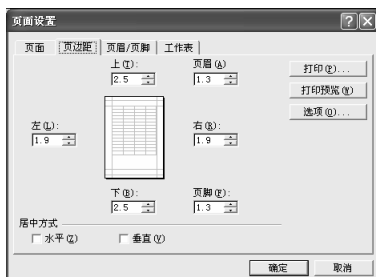 页面设置
页面 页边距 页眉/页脚 工作表
上(T): 页眉(A)
2.5 1.3
打印(P)...
打印预览(W)
选项(O)...
左(L): 右(R):
1.9 1.9
下(B): 页脚(F):
2.5 1.3
居中方式
水平(Z) 垂直(V)
确定 取消